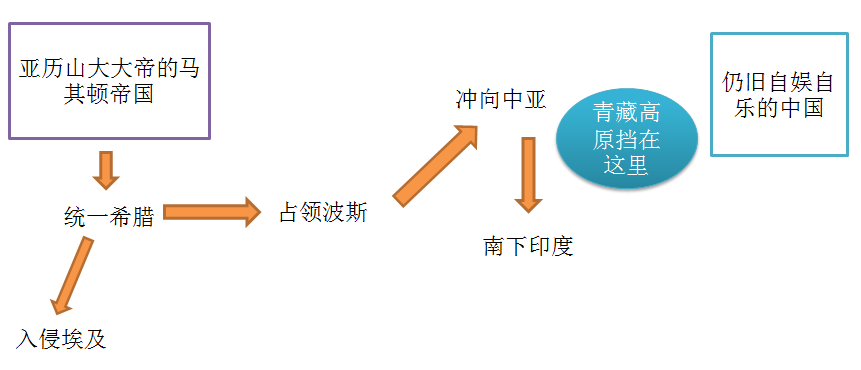 亚历山大大帝的马
其顿帝国
冲向中亚
青藏高
原挡在
这里
仍旧自娱自
乐的中国
统一希腊
占领波斯
南下印度
入侵埃及